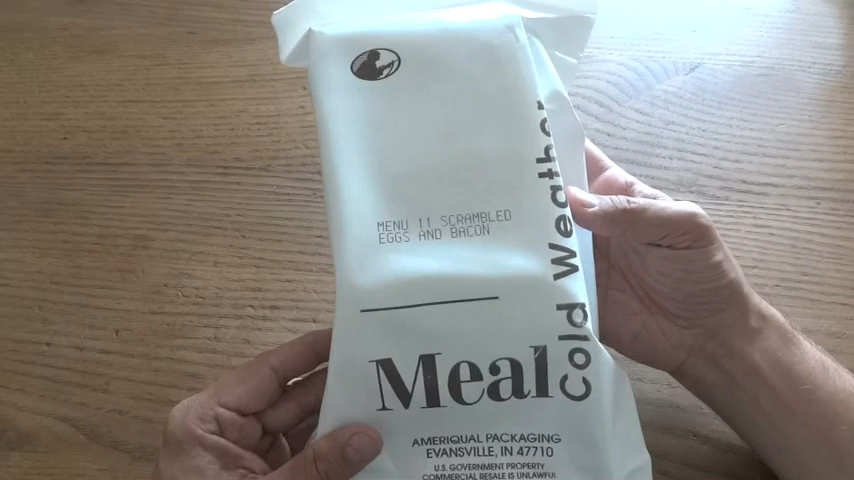 MENU 11 SCRAMBLED
EGGS AND BACON
Meal
Cold Weather
AMERIQUAL PACKAGING
EVANSVILLE, IN 47710
U.S. GOVERNMENT PROPERTY
COMMERCIAL RESALE IS UNLAWFUL